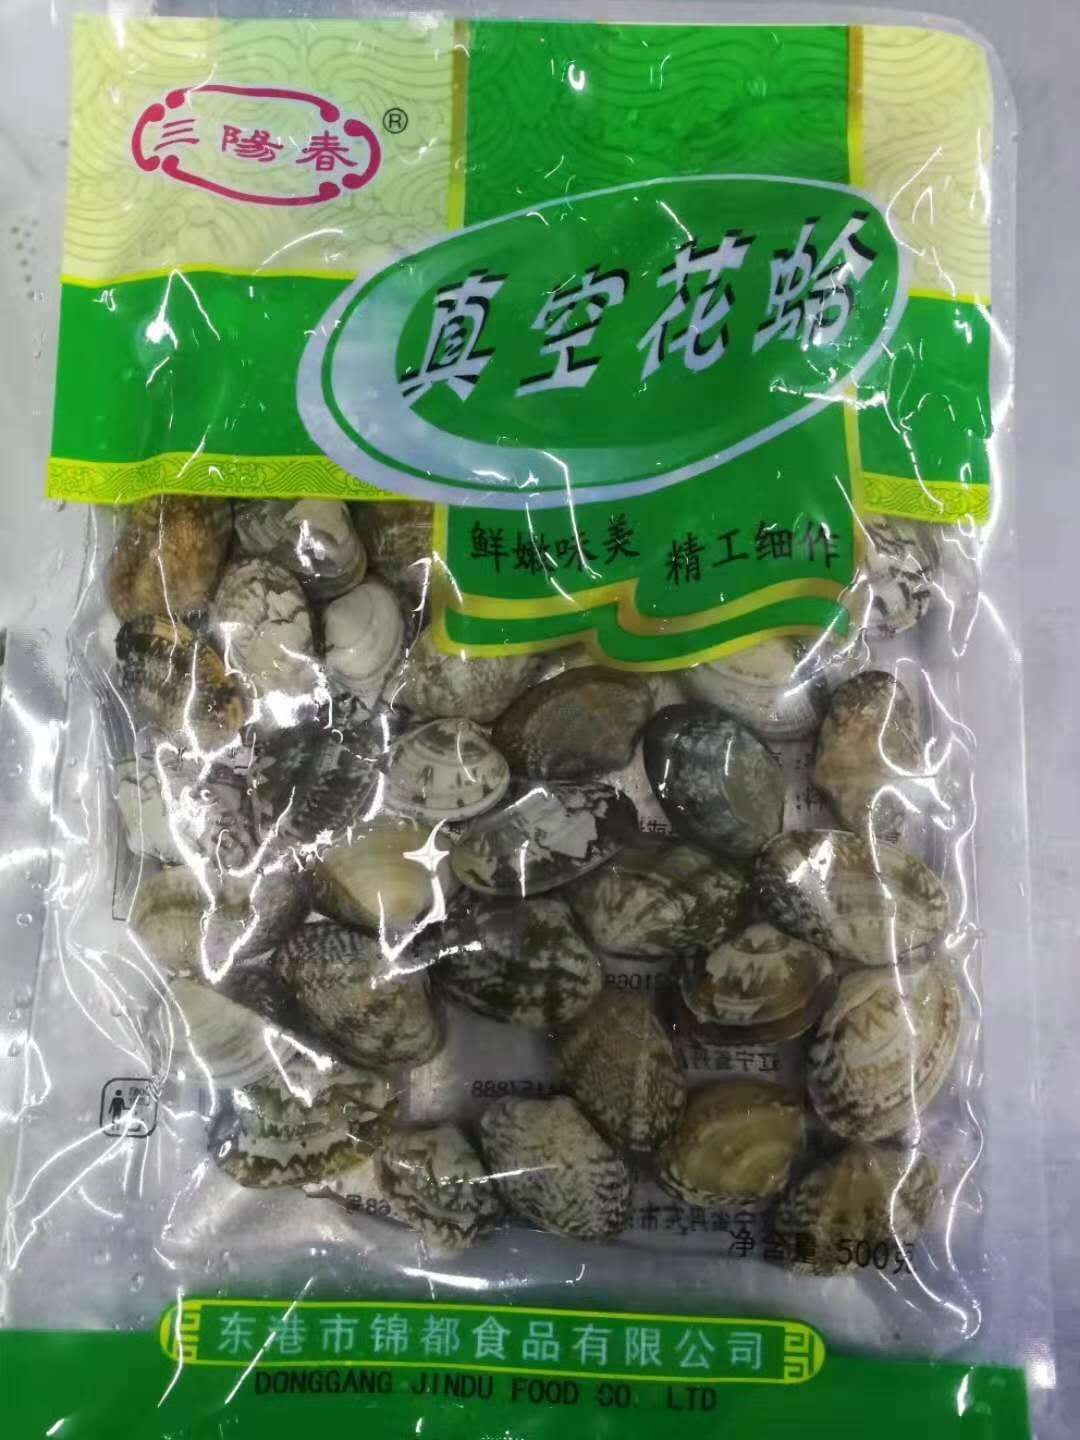 三陽春®
真空花蛤
鲜嫩味美 精工细作
净含量:500克
东港市锦都食品有限公司
DONGGANG JINDU FOOD CO. LTD